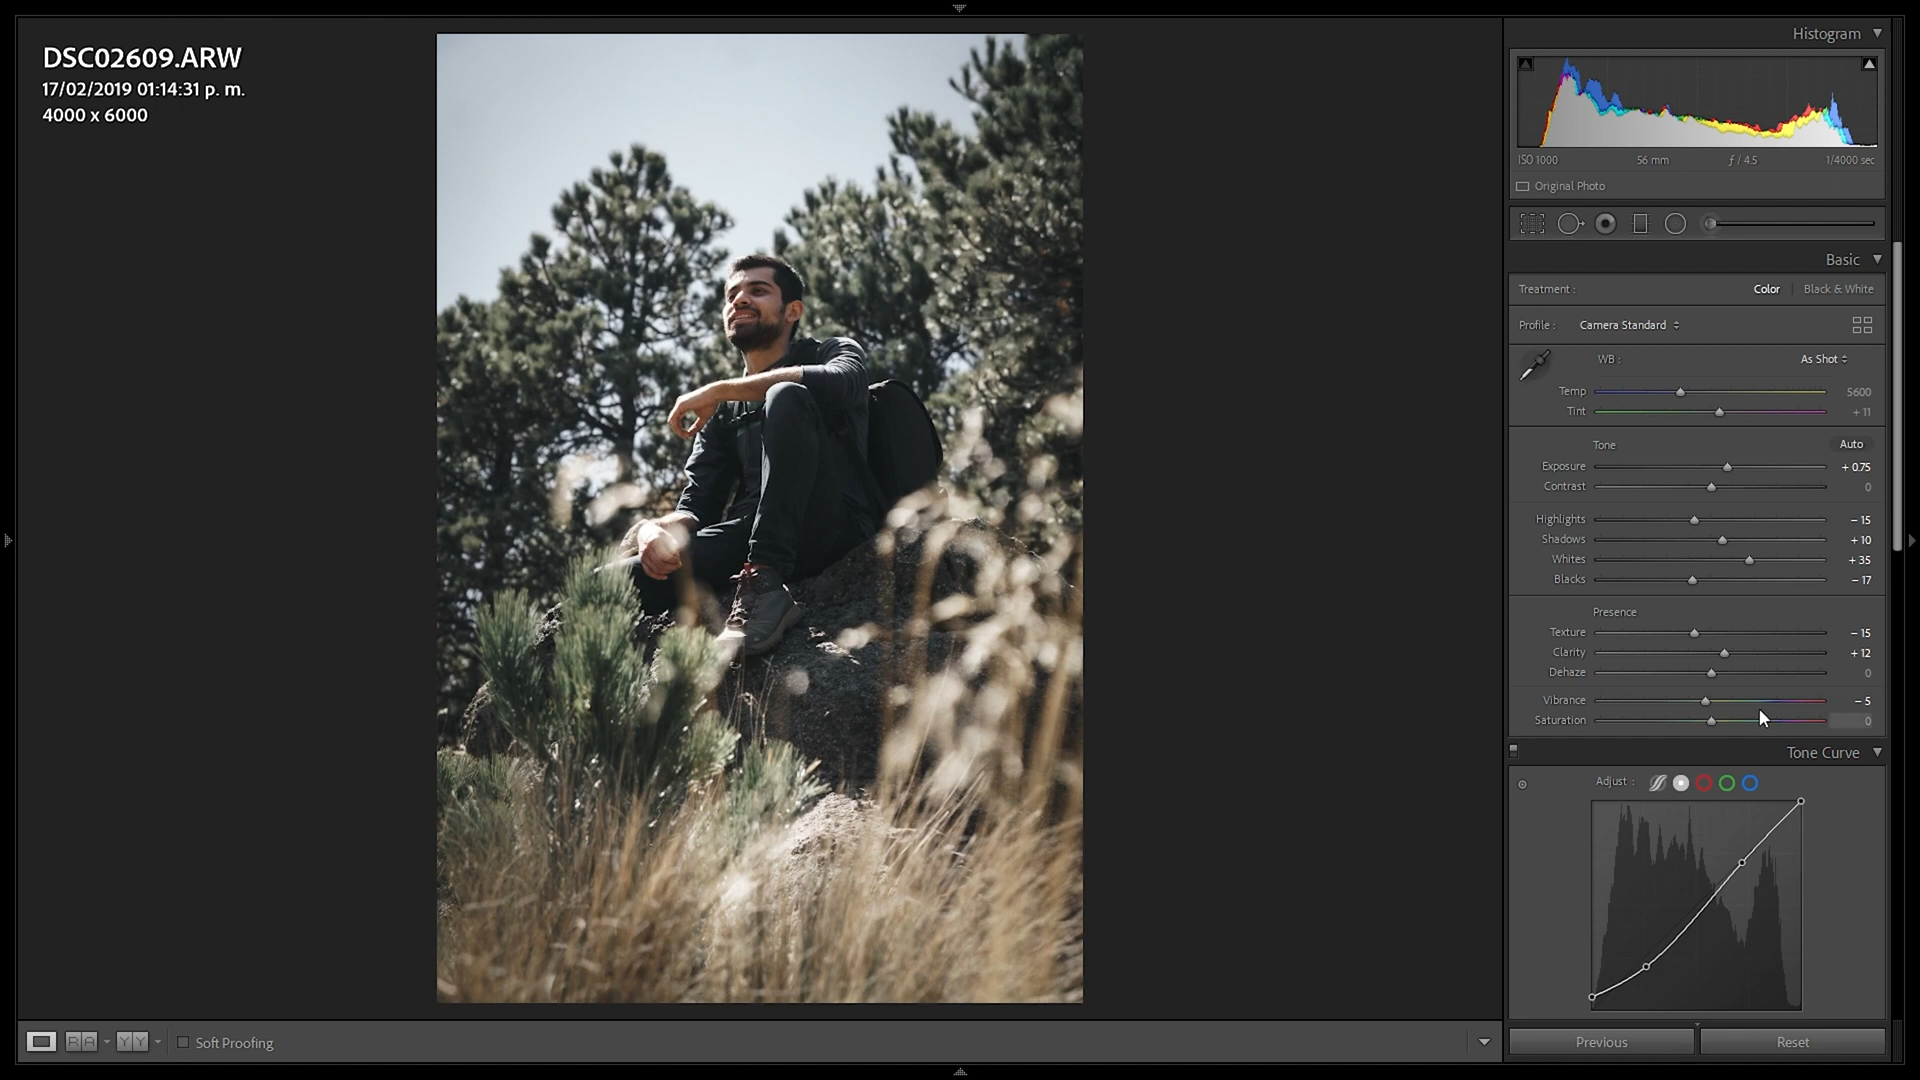 DSC02609.ARW
17/02/2019 01:14:31 p. m.
4000 x 6000
Histogram
ISO 1000 56 mm ƒ / 4.5 1/4000 sec
Original Photo
Basic
Treatment : Color Black & White
Profile : Camera Standard
WB : As Shot
Temp 5600
Tint + 11
Tone Auto
Exposure + 0.75
Contrast 0
Highlights – 15
Shadows + 10
Whites + 35
Blacks – 17
Presence
Texture – 15
Clarity + 12
Dehaze 0
Vibrance – 5
Saturation 0
Tone Curve
Adjust :
R A Y Y Soft Proofing
Previous Reset